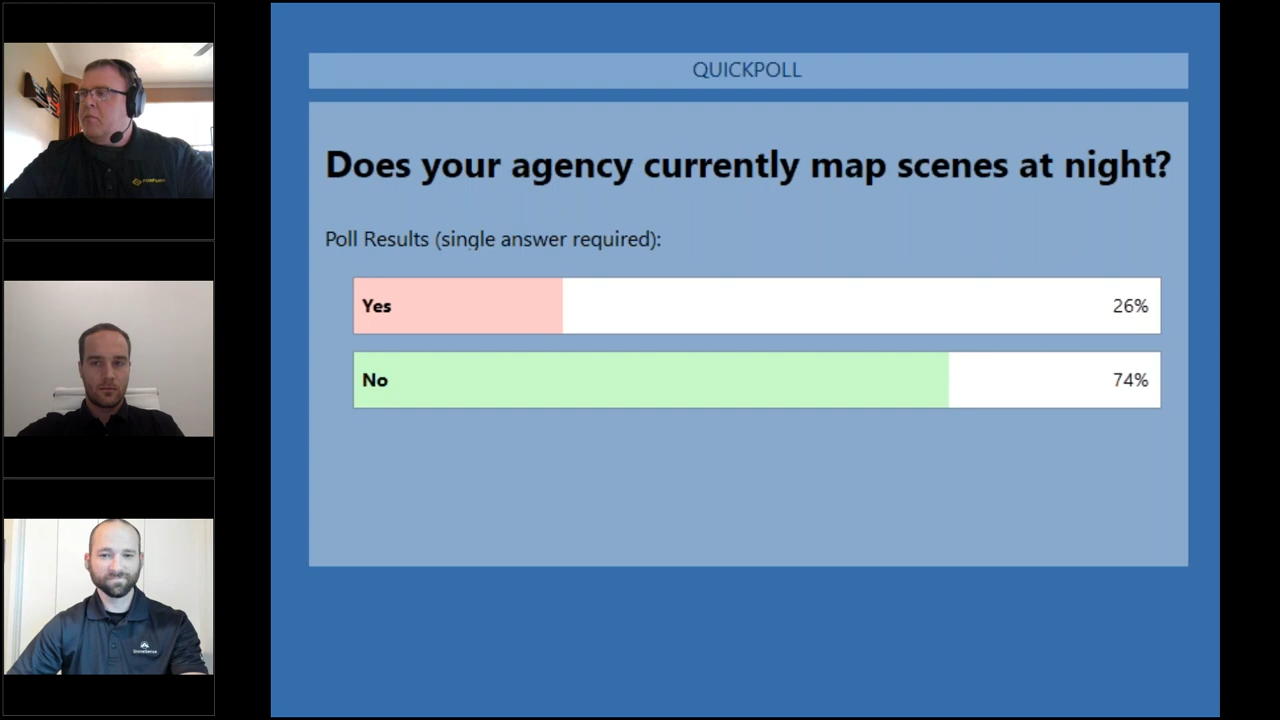 QUICKPOLL
Does your agency currently map scenes at night?
Poll Results (single answer required):
Yes 26%
No 74%